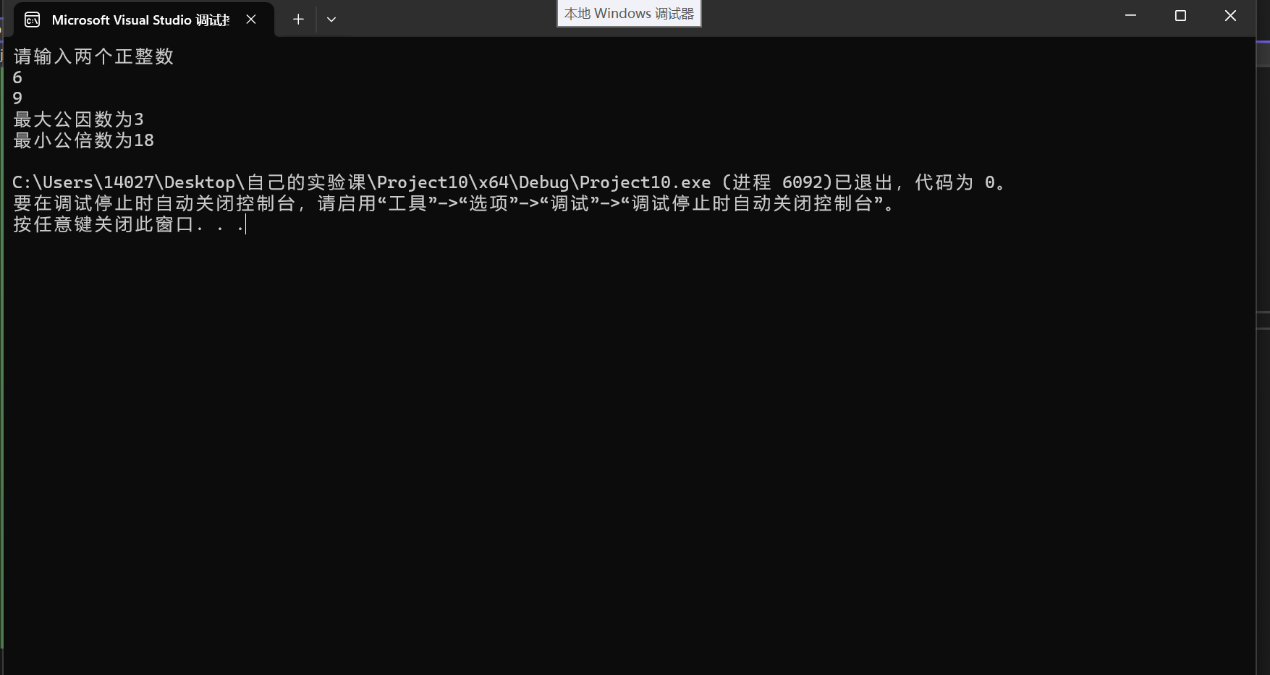 Microsoft Visual Studio 调试
本地 Windows 调试器
请输入两个正整数
6
9
最大公因数为3
最小公倍数为18
C:\Users\14027\Desktop\自己的实验课\Project10\x64\Debug\Project10.exe (进程 6092)已退出，代码为 0。
要在调试停止时自动关闭控制台，请启用“工具”->“选项”->“调试”->“调试停止时自动关闭控制台”。
按任意键关闭此窗口. . .